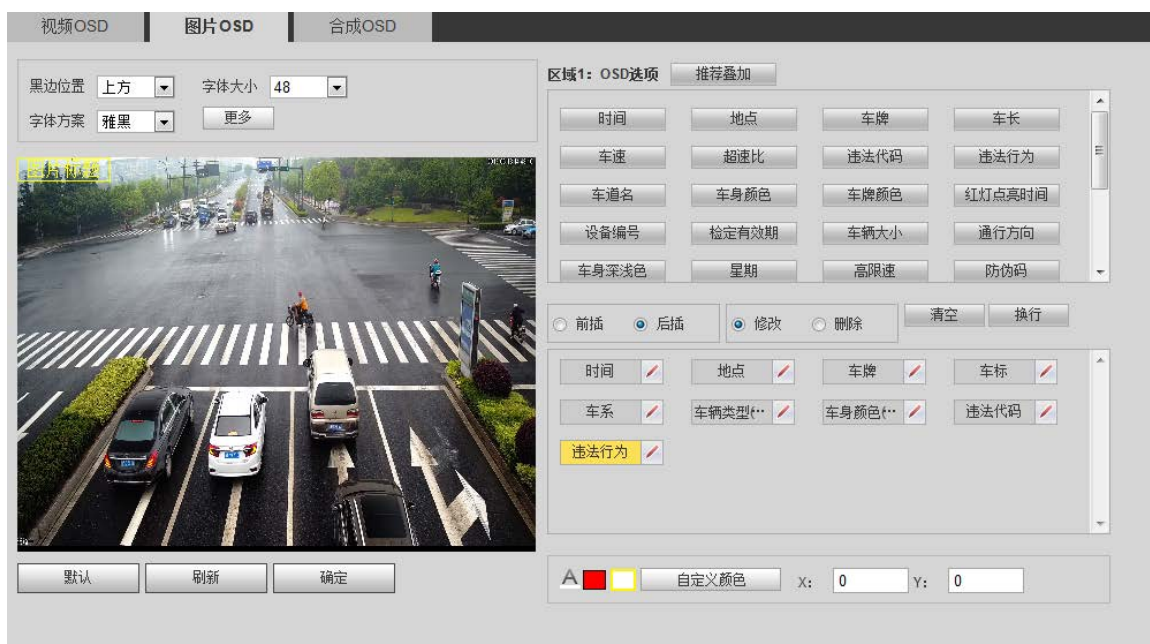 视频OSD 图片OSD 合成OSD
黑边位置 上方 字体大小 48
字体方案 雅黑 更多
图片标题
区域1：OSD选项 推荐叠加
时间 地点 车牌 车长
车速 超速比 违法代码 违法行为
车道名 车身颜色 车牌颜色 红灯点亮时间
设备编号 检定有效期 车辆大小 通行方向
车身深浅色 星期 高限速 防伪码
前插 后插 修改 删除 清空 换行
时间 地点 车牌 车标
车系 车辆类型(… 车身颜色(… 违法代码
违法行为
默认 刷新 确定
A 自定义颜色 X： 0 Y： 0